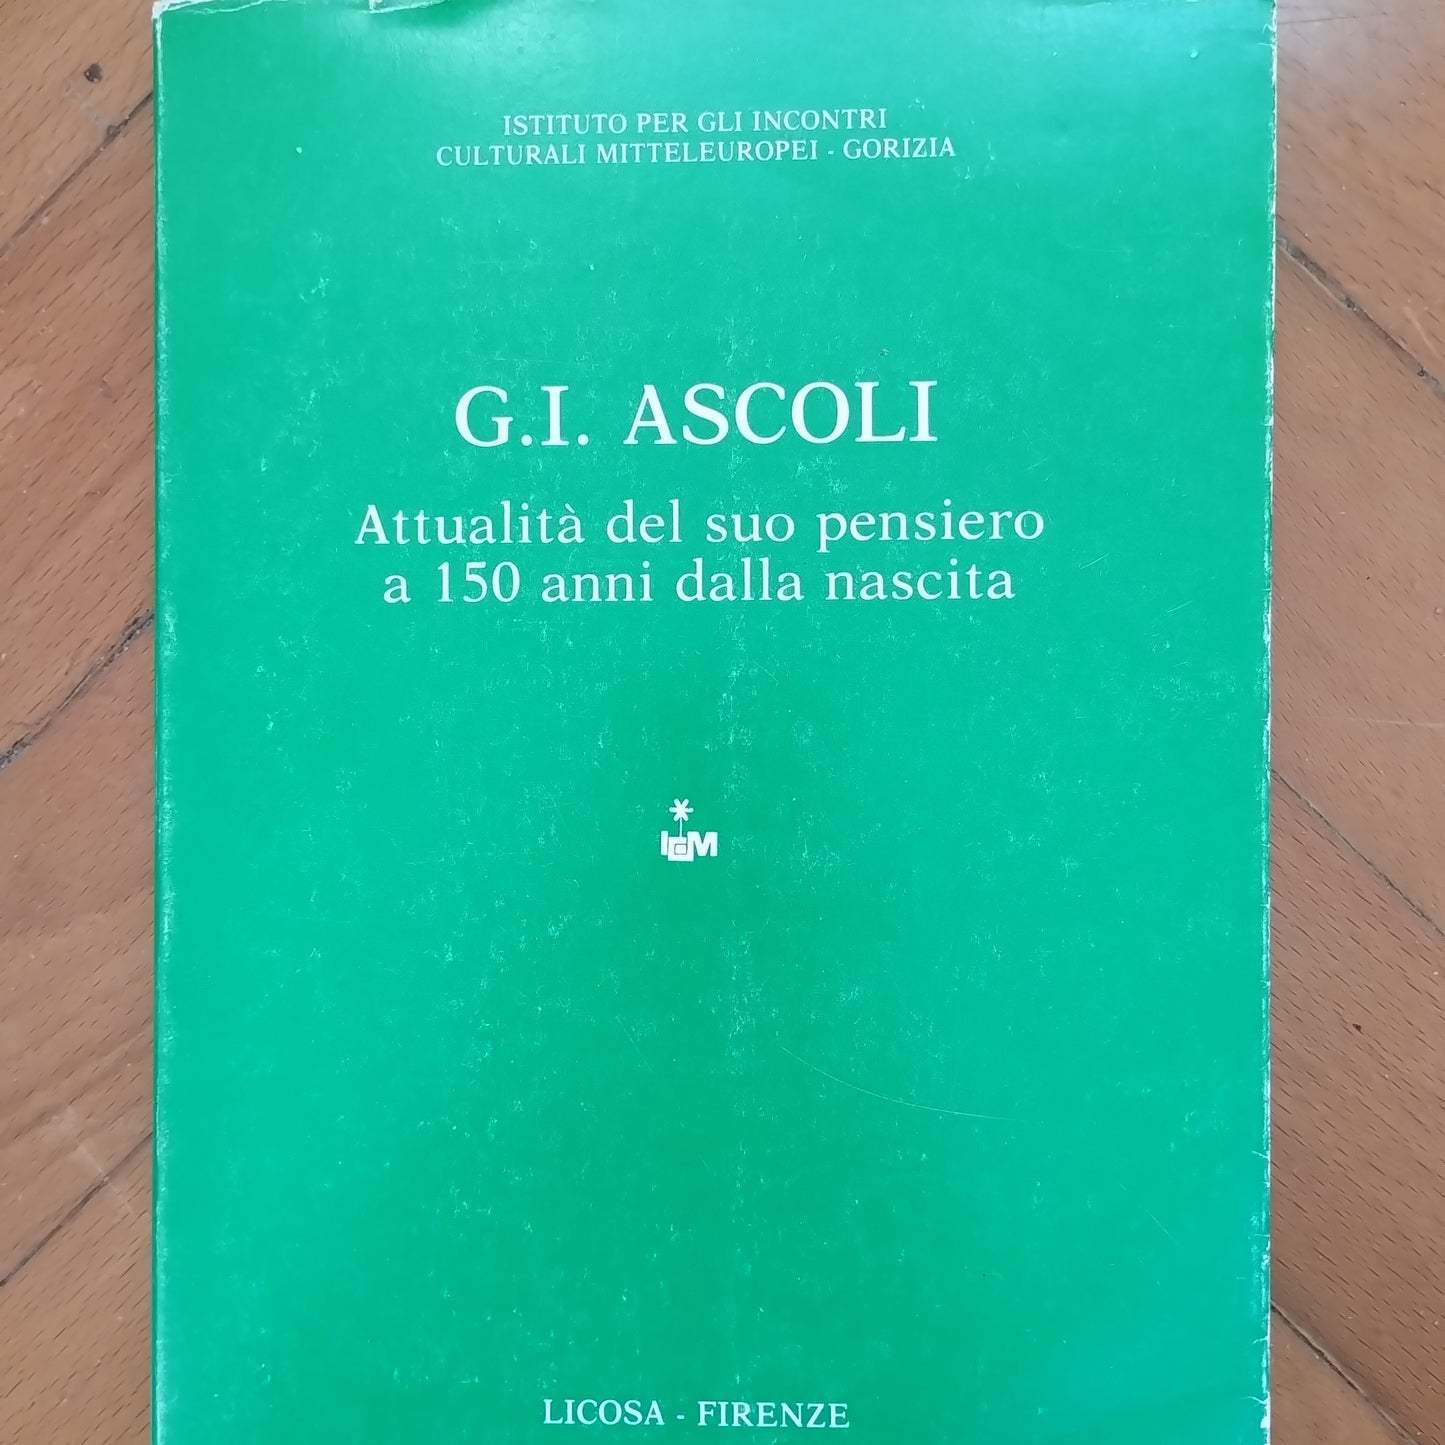 ISTITUTO PER GLI INCONTRI
CULTURALI MITTELEUROPEI - GORIZIA
G.I. ASCOLI
Attualità del suo pensiero
a 150 anni dalla nascita
ICM
LICOSA - FIRENZE